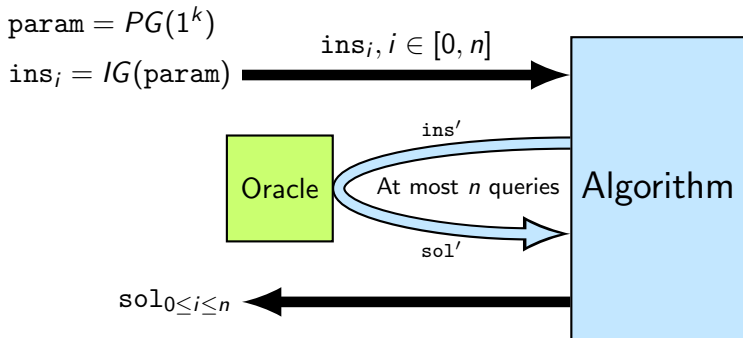 param = PG(1^k)
ins_i = IG(param)
ins_i, i ∈ [0, n]
ins′
Oracle
At most n queries
Algorithm
sol′
sol_{0≤i≤n}